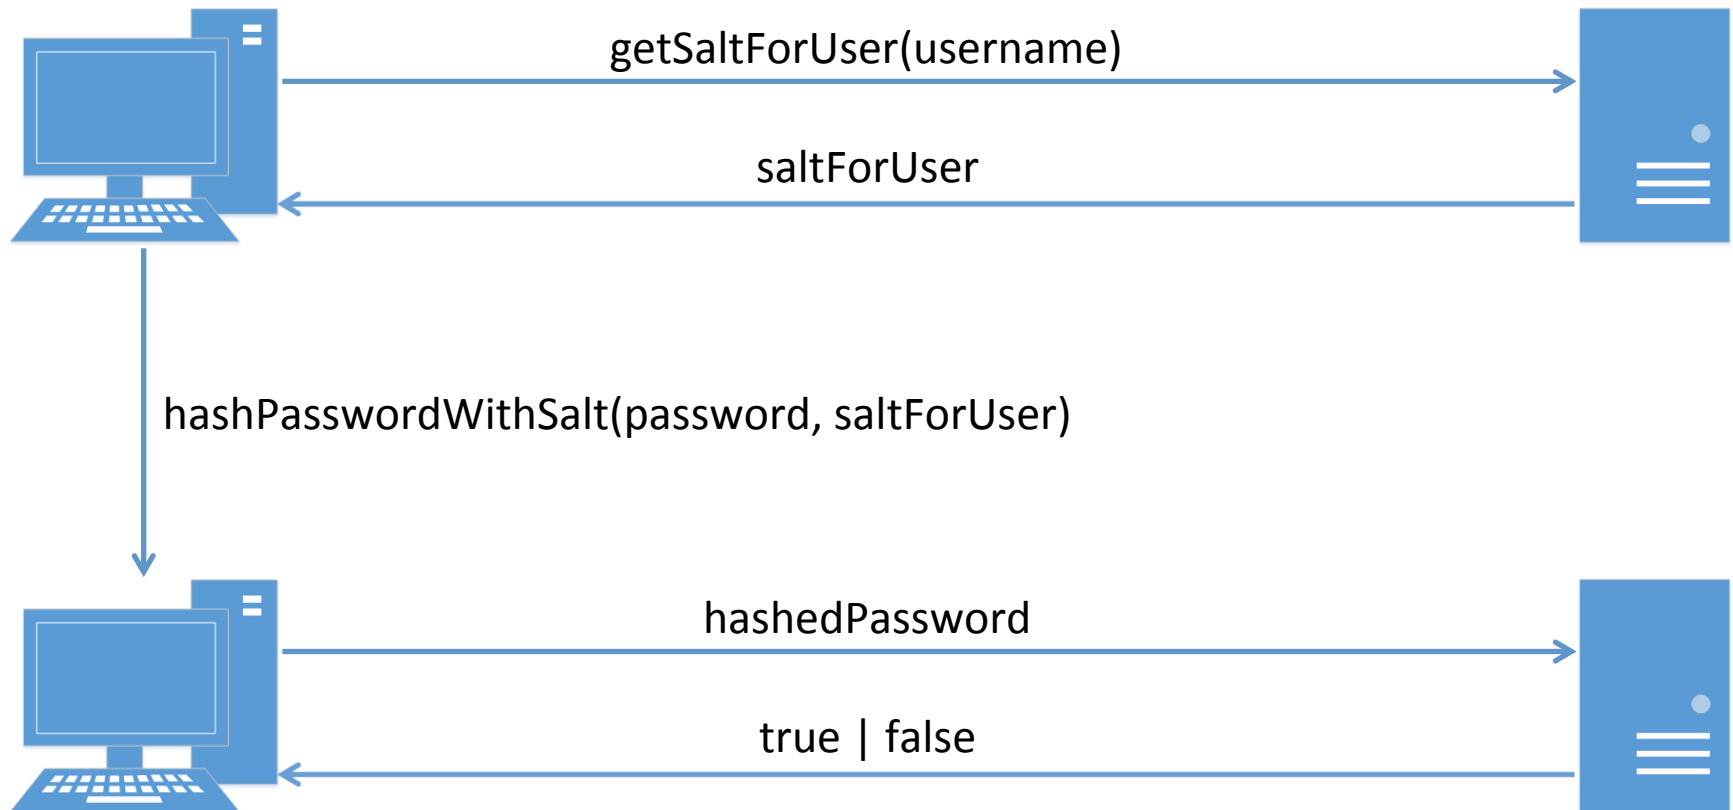 getSaltForUser(username)
saltForUser
hashPasswordWithSalt(password, saltForUser)
hashedPassword
true | false